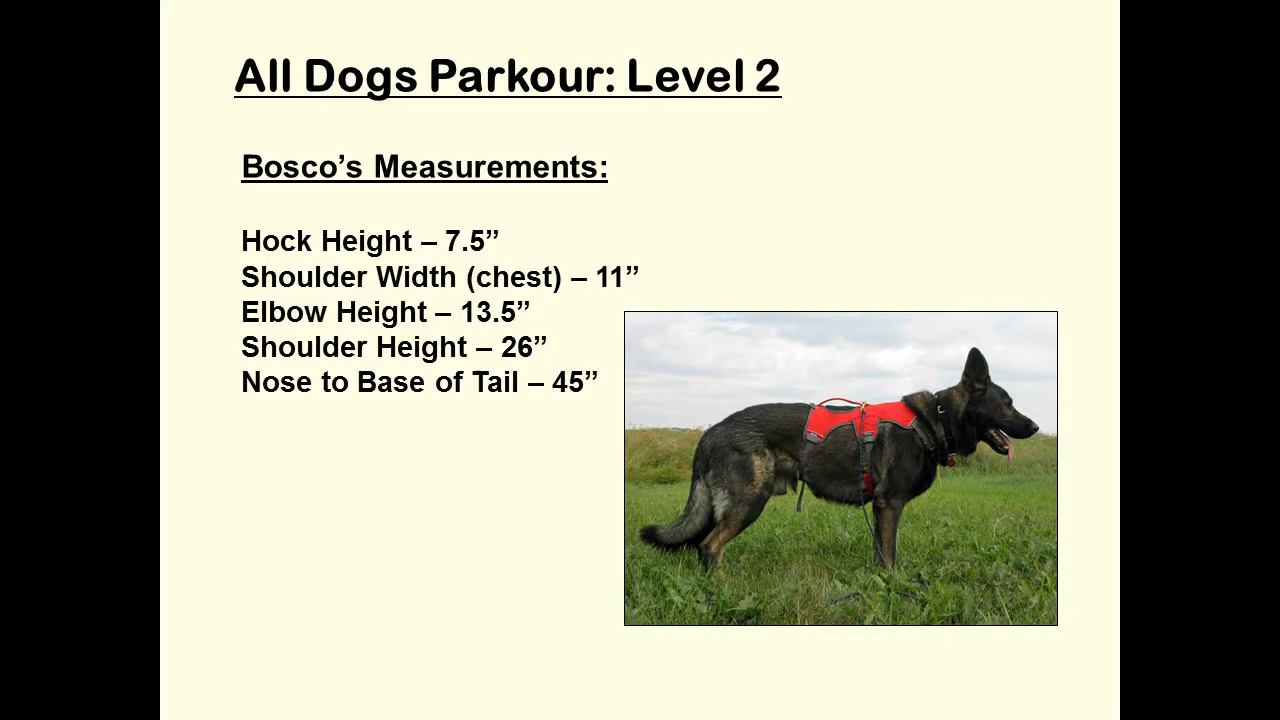 All Dogs Parkour: Level 2
Bosco’s Measurements:
Hock Height – 7.5”
Shoulder Width (chest) – 11”
Elbow Height – 13.5”
Shoulder Height – 26”
Nose to Base of Tail – 45”